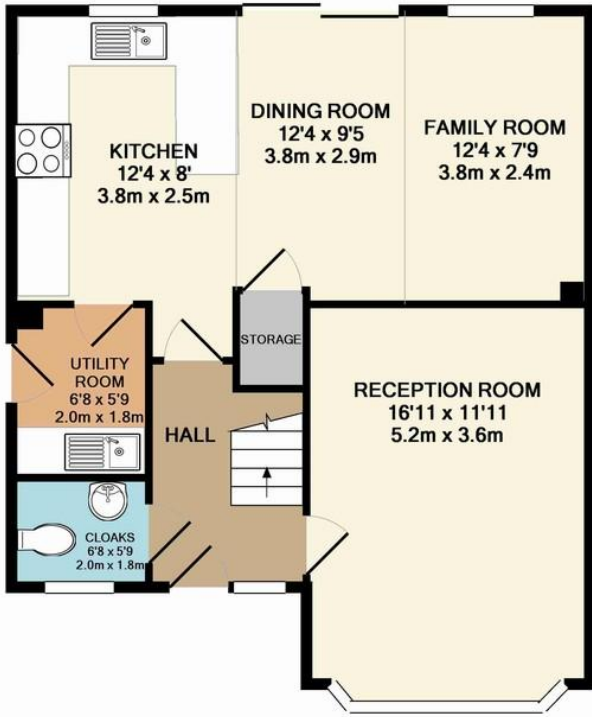 KITCHEN
12'4 x 8'
3.8m x 2.5m
DINING ROOM
12'4 x 9'5
3.8m x 2.9m
FAMILY ROOM
12'4 x 7'9
3.8m x 2.4m
STORAGE
UTILITY
ROOM
6'8 x 5'9
2.0m x 1.8m
HALL
RECEPTION ROOM
16'11 x 11'11
5.2m x 3.6m
CLOAKS
6'8 x 5'9
2.0m x 1.8m